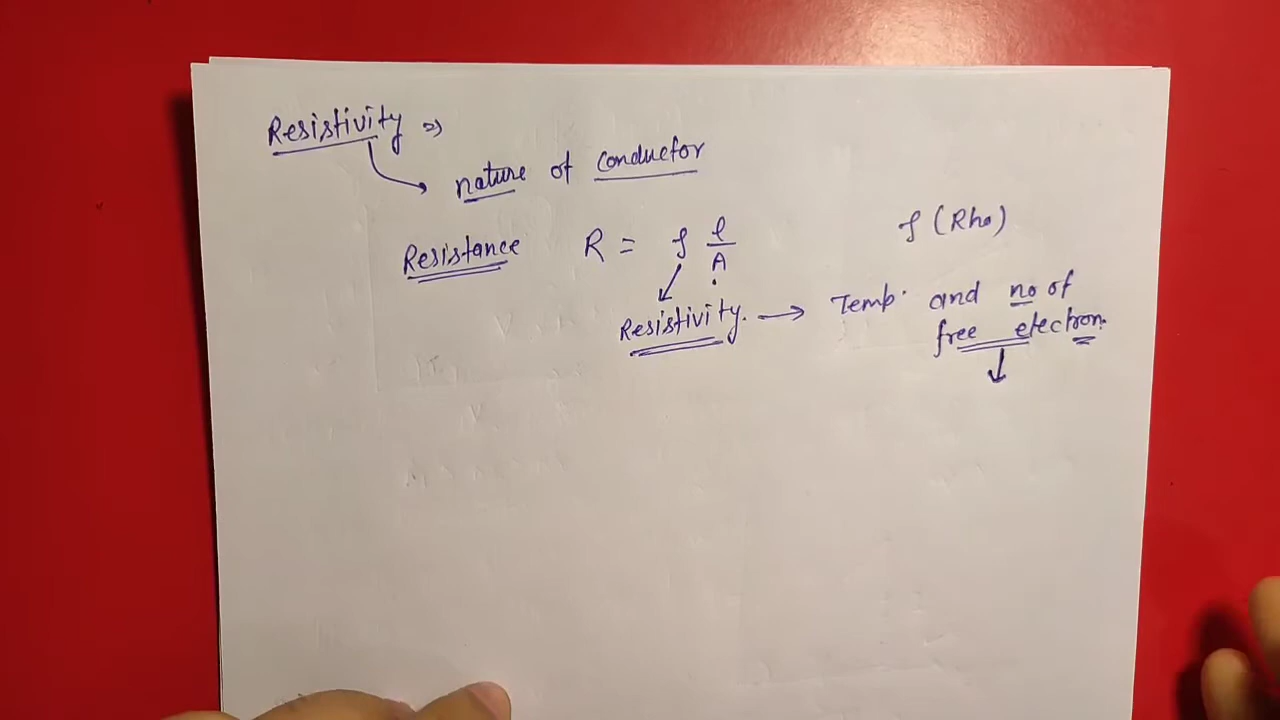 Resistivity ⇒
nature of conductor
Resistance R = ρ l/A
ρ (Rho)
Resistivity. → Temp. and no of
free electron.